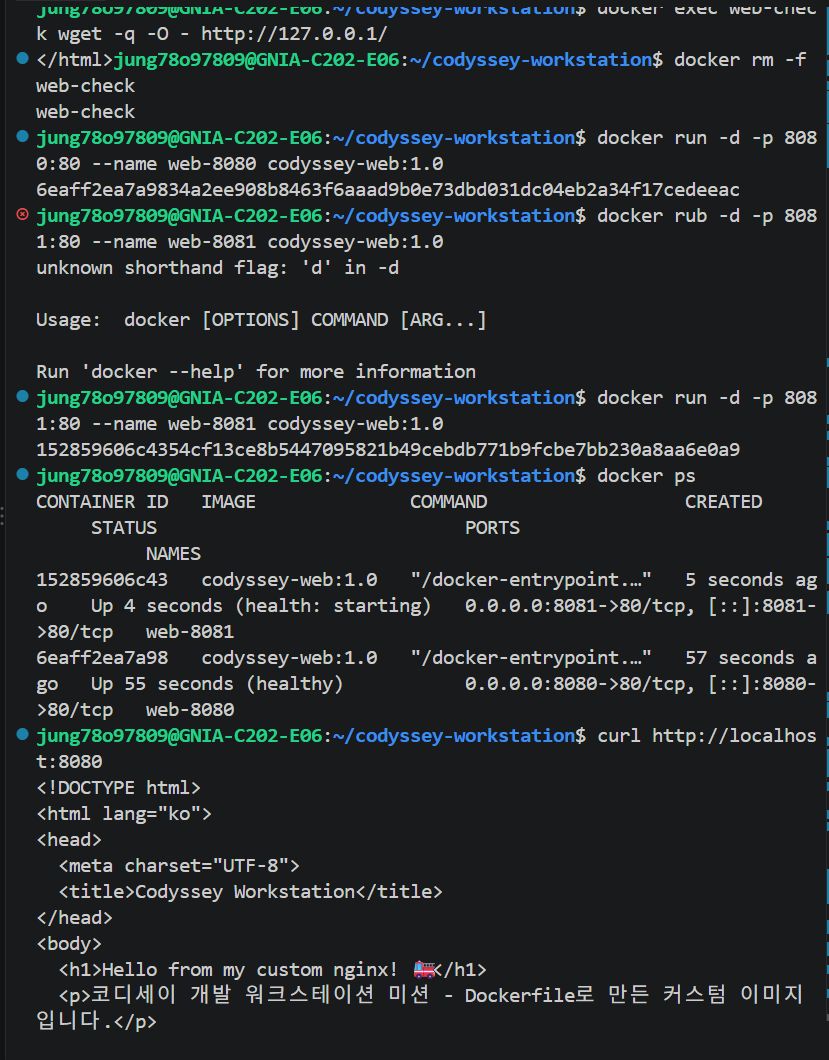 jung78o97809@GNIA-C202-E06:~/codyssey-workstation$ docker exec web-chec
k wget -q -O - http://127.0.0.1/
</html>jung78o97809@GNIA-C202-E06:~/codyssey-workstation$ docker rm -f
web-check
web-check
jung78o97809@GNIA-C202-E06:~/codyssey-workstation$ docker run -d -p 808
0:80 --name web-8080 codyssey-web:1.0
6eaff2ea7a9834a2ee908b8463f6aaad9b0e73dbd031dc04eb2a34f17cedeeac
jung78o97809@GNIA-C202-E06:~/codyssey-workstation$ docker rub -d -p 808
1:80 --name web-8081 codyssey-web:1.0
unknown shorthand flag: 'd' in -d

Usage:  docker [OPTIONS] COMMAND [ARG...]

Run 'docker --help' for more information
jung78o97809@GNIA-C202-E06:~/codyssey-workstation$ docker run -d -p 808
1:80 --name web-8081 codyssey-web:1.0
152859606c4354cf13ce8b5447095821b49cebdb771b9fcbe7bb230a8aa6e0a9
jung78o97809@GNIA-C202-E06:~/codyssey-workstation$ docker ps
CONTAINER ID   IMAGE              COMMAND                  CREATED
     STATUS                            PORTS
          NAMES
152859606c43   codyssey-web:1.0   "/docker-entrypoint.…"   5 seconds ag
o    Up 4 seconds (health: starting)   0.0.0.0:8081->80/tcp, [::]:8081-
>80/tcp   web-8081
6eaff2ea7a98   codyssey-web:1.0   "/docker-entrypoint.…"   57 seconds a
go   Up 55 seconds (healthy)           0.0.0.0:8080->80/tcp, [::]:8080-
>80/tcp   web-8080
jung78o97809@GNIA-C202-E06:~/codyssey-workstation$ curl http://localhos
t:8080
<!DOCTYPE html>
<html lang="ko">
<head>
  <meta charset="UTF-8">
  <title>Codyssey Workstation</title>
</head>
<body>
  <h1>Hello from my custom nginx! 🚒</h1>
  <p>코디세이 개발 워크스테이션 미션 - Dockerfile로 만든 커스텀 이미지
입니다.</p>